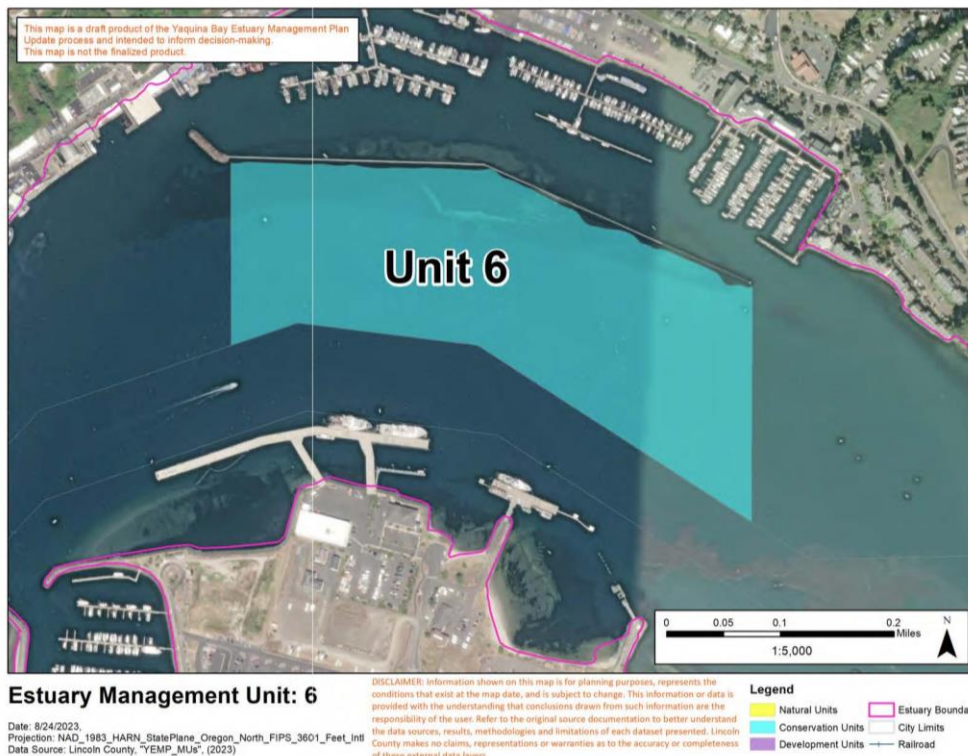 This map is a draft product of the Yaquina Bay Estuary Management Plan
Update process and intended to inform decision-making.
This map is not the finalized product.
Unit 6
N
0 0.05 0.1 0.2
Miles
1:5,000
Estuary Management Unit: 6
Date: 8/24/2023,
Projection: NAD_1983_HARN_StatePlane_Oregon_North_FIPS_3601_Feet_Intl
Data Source: Lincoln County, "YEMP_MUs", (2023)
DISCLAIMER: Information shown on this map is for planning purposes, represents the
conditions that exist at the map date, and is subject to change. This information or data is
provided with the understanding that conclusions drawn from such information are the
responsibility of the user. Refer to the original source documentation to better understand
the data sources, results, methodologies and limitations of each dataset presented. Lincoln
County makes no claims, representations or warranties as to the accuracy or completeness
of these external data layers
Legend
Natural Units
Conservation Units
Development Units
Estuary Bounda
City Limits
Railroad